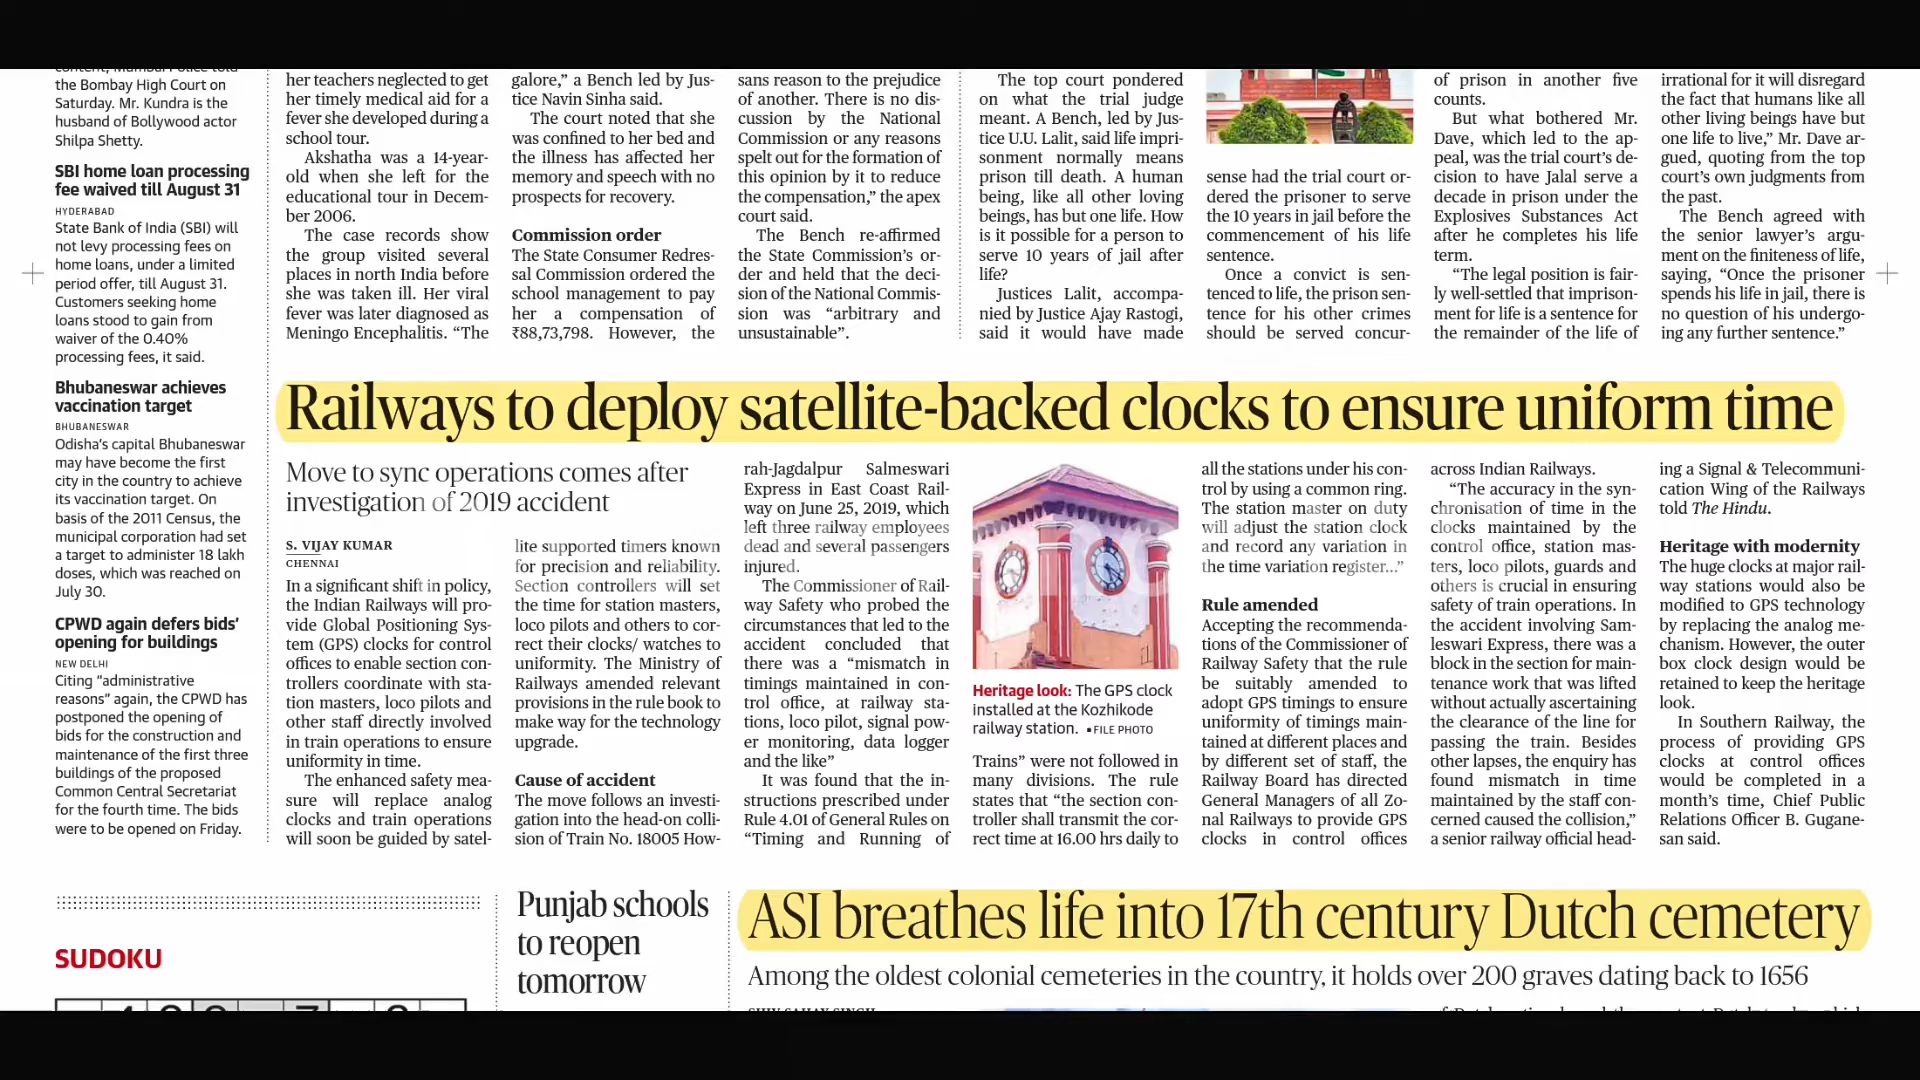 the Bombay High Court on
Saturday. Mr. Kundra is the
husband of Bollywood actor
Shilpa Shetty.
SBI home loan processing
fee waived till August 31
HYDERABAD
State Bank of India (SBI) will
not levy processing fees on
home loans, under a limited
period offer, till August 31.
Customers seeking home
loans stood to gain from
waiver of the 0.40%
processing fees, it said.
Bhubaneswar achieves
vaccination target
BHUBANESWAR
Odisha's capital Bhubaneswar
may have become the first
city in the country to achieve
its vaccination target. On
basis of the 2011 Census, the
municipal corporation had set
a target to administer 18 lakh
doses, which was reached on
July 30.
CPWD again defers bids'
opening for buildings
NEW DELHI
Citing “administrative
reasons” again, the CPWD has
postponed the opening of
bids for the construction and
maintenance of the first three
buildings of the proposed
Common Central Secretariat
for the fourth time. The bids
were to be opened on Friday.
her teachers neglected to get
her timely medical aid for a
fever she developed during a
school tour.
Akshatha was a 14-year-
old when she left for the
educational tour in Decem-
ber 2006.
The case records show
the group visited several
places in north India before
she was taken ill. Her viral
fever was later diagnosed as
Meningo Encephalitis. “The
galore,” a Bench led by Jus-
tice Navin Sinha said.
The court noted that she
was confined to her bed and
the illness has affected her
memory and speech with no
prospects for recovery.
Commission order
The State Consumer Redres-
sal Commission ordered the
school management to pay
her a compensation of
₹88,73,798. However, the
sans reason to the prejudice
of another. There is no dis-
cussion by the National
Commission or any reasons
spelt out for the formation of
this opinion by it to reduce
the compensation,” the apex
court said.
The Bench re-affirmed
the State Commission's or-
der and held that the deci-
sion of the National Commis-
sion was “arbitrary and
unsustainable”.
The top court pondered
on what the trial judge
meant. A Bench, led by Jus-
tice U.U. Lalit, said life impri-
sonment normally means
prison till death. A human
being, like all other loving
beings, has but one life. How
is it possible for a person to
serve 10 years of jail after
life?
Justices Lalit, accompa-
nied by Justice Ajay Rastogi,
said it would have made
sense had the trial court or-
dered the prisoner to serve
the 10 years in jail before the
commencement of his life
sentence.
Once a convict is sen-
tenced to life, the prison sen-
tence for his other crimes
should be served concur-
of prison in another five
counts.
But what bothered Mr.
Dave, which led to the ap-
peal, was the trial court's de-
cision to have Jalal serve a
decade in prison under the
Explosives Substances Act
after he completes his life
term.
“The legal position is fair-
ly well-settled that imprison-
ment for life is a sentence for
the remainder of the life of
irrational for it will disregard
the fact that humans like all
other living beings have but
one life to live,” Mr. Dave ar-
gued, quoting from the top
court's own judgments from
the past.
The Bench agreed with
the senior lawyer's argu-
ment on the finiteness of life,
saying, “Once the prisoner
spends his life in jail, there is
no question of his undergo-
ing any further sentence.”
Railways to deploy satellite-backed clocks to ensure uniform time
Move to sync operations comes after
investigation of 2019 accident
S. VIJAY KUMAR
CHENNAI
In a significant shift in policy,
the Indian Railways will pro-
vide Global Positioning Sys-
tem (GPS) clocks for control
offices to enable section con-
trollers coordinate with sta-
tion masters, loco pilots and
other staff directly involved
in train operations to ensure
uniformity in time.
The enhanced safety mea-
sure will replace analog
clocks and train operations
will soon be guided by satel-
lite supported timers known
for precision and reliability.
Section controllers will set
the time for station masters,
loco pilots and others to cor-
rect their clocks/ watches to
uniformity. The Ministry of
Railways amended relevant
provisions in the rule book to
make way for the technology
upgrade.
Cause of accident
The move follows an investi-
gation into the head-on colli-
sion of Train No. 18005 How-
rah-Jagdalpur Salmeswari
Express in East Coast Rail-
way on June 25, 2019, which
left three railway employees
dead and several passengers
injured.
The Commissioner of Rail-
way Safety who probed the
circumstances that led to the
accident concluded that
there was a “mismatch in
timings maintained in con-
trol office, at railway sta-
tions, loco pilot, signal pow-
er monitoring, data logger
and the like”
It was found that the in-
structions prescribed under
Rule 4.01 of General Rules on
“Timing and Running of
Heritage look: The GPS clock
installed at the Kozhikode
railway station. ▪ FILE PHOTO
Trains” were not followed in
many divisions. The rule
states that “the section con-
troller shall transmit the cor-
rect time at 16.00 hrs daily to
all the stations under his con-
trol by using a common ring.
The station master on duty
will adjust the station clock
and record any variation in
the time variation register...”
Rule amended
Accepting the recommenda-
tions of the Commissioner of
Railway Safety that the rule
be suitably amended to
adopt GPS timings to ensure
uniformity of timings main-
tained at different places and
by different set of staff, the
Railway Board has directed
General Managers of all Zo-
nal Railways to provide GPS
clocks in control offices
across Indian Railways.
“The accuracy in the syn-
chronisation of time in the
clocks maintained by the
control office, station mas-
ters, loco pilots, guards and
others is crucial in ensuring
safety of train operations. In
the accident involving Sam-
leswari Express, there was a
block in the section for main-
tenance work that was lifted
without actually ascertaining
the clearance of the line for
passing the train. Besides
other lapses, the enquiry has
found mismatch in time
maintained by the staff con-
cerned caused the collision,”
a senior railway official head-
ing a Signal & Telecommuni-
cation Wing of the Railways
told The Hindu.
Heritage with modernity
The huge clocks at major rail-
way stations would also be
modified to GPS technology
by replacing the analog me-
chanism. However, the outer
box clock design would be
retained to keep the heritage
look.
In Southern Railway, the
process of providing GPS
clocks at control offices
would be completed in a
month's time, Chief Public
Relations Officer B. Gugane-
san said.
SUDOKU
Punjab schools
to reopen
tomorrow
ASI breathes life into 17th century Dutch cemetery
Among the oldest colonial cemeteries in the country, it holds over 200 graves dating back to 1656